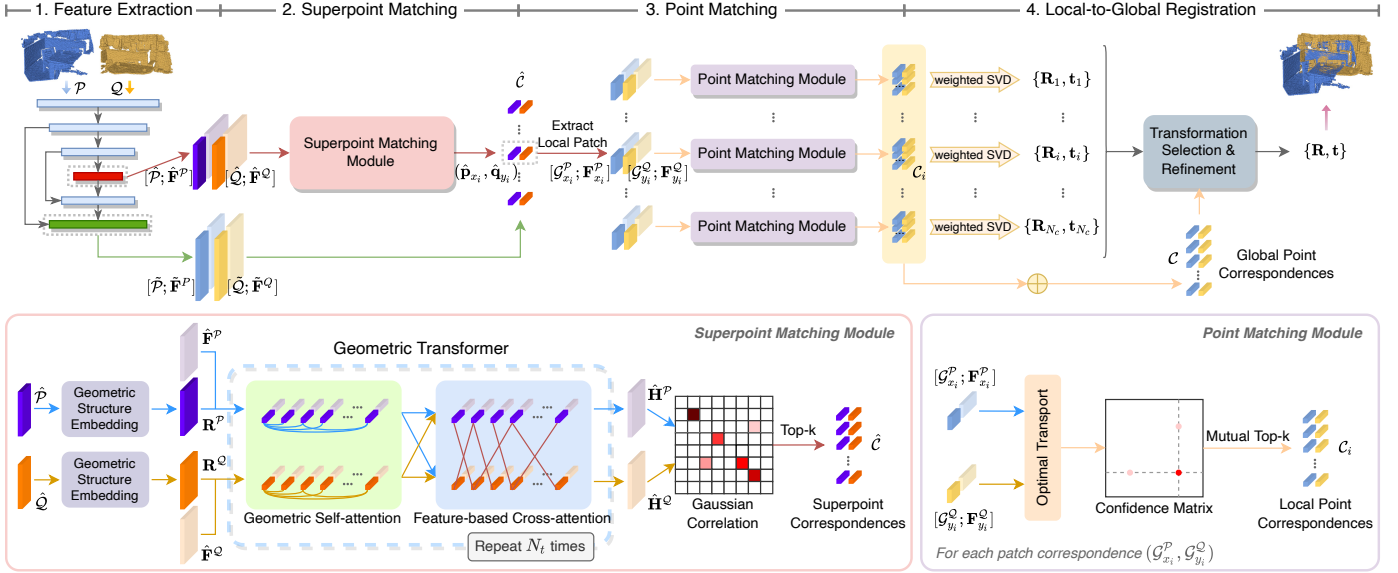 1. Feature Extraction
2. Superpoint Matching
3. Point Matching
4. Local-to-Global Registration
𝒫
𝒬
[𝒫̂; F̂^𝒫]
[𝒬̂; F̂^𝒬]
Superpoint Matching
Module
Ĉ
(p̂_{x_i}, q̂_{y_i})
Extract
Local Patch
[𝒢^𝒫_{x_i}; F^𝒫_{x_i}]
[𝒢^𝒬_{y_i}; F^𝒬_{y_i}]
[𝒫̃; F̃^P]
[𝒬̃; F̃^Q]
Point Matching Module
...
weighted SVD
{R_1, t_1}
Point Matching Module
...
𝒞_i
weighted SVD
{R_i, t_i}
Point Matching Module
...
weighted SVD
{R_{N_c}, t_{N_c}}
Transformation
Selection &
Refinement
{R, t}
𝒞
Global Point
Correspondences
Superpoint Matching Module
Geometric Transformer
F̂^𝒫
𝒫̂
Geometric
Structure
Embedding
R^𝒫
𝒬̂
Geometric
Structure
Embedding
R^𝒬
F̂^𝒬
Geometric Self-attention
Feature-based Cross-attention
Repeat N_t times
Ĥ^𝒫
Ĥ^𝒬
Gaussian
Correlation
Top-k
Ĉ
Superpoint
Correspondences
Point Matching Module
[𝒢^𝒫_{x_i}; F^𝒫_{x_i}]
[𝒢^𝒬_{y_i}; F^𝒬_{y_i}]
Optimal Transport
Confidence Matrix
Mutual Top-k
𝒞_i
Local Point
Correspondences
For each patch correspondence (𝒢^𝒫_{x_i}, 𝒢^𝒬_{y_i})